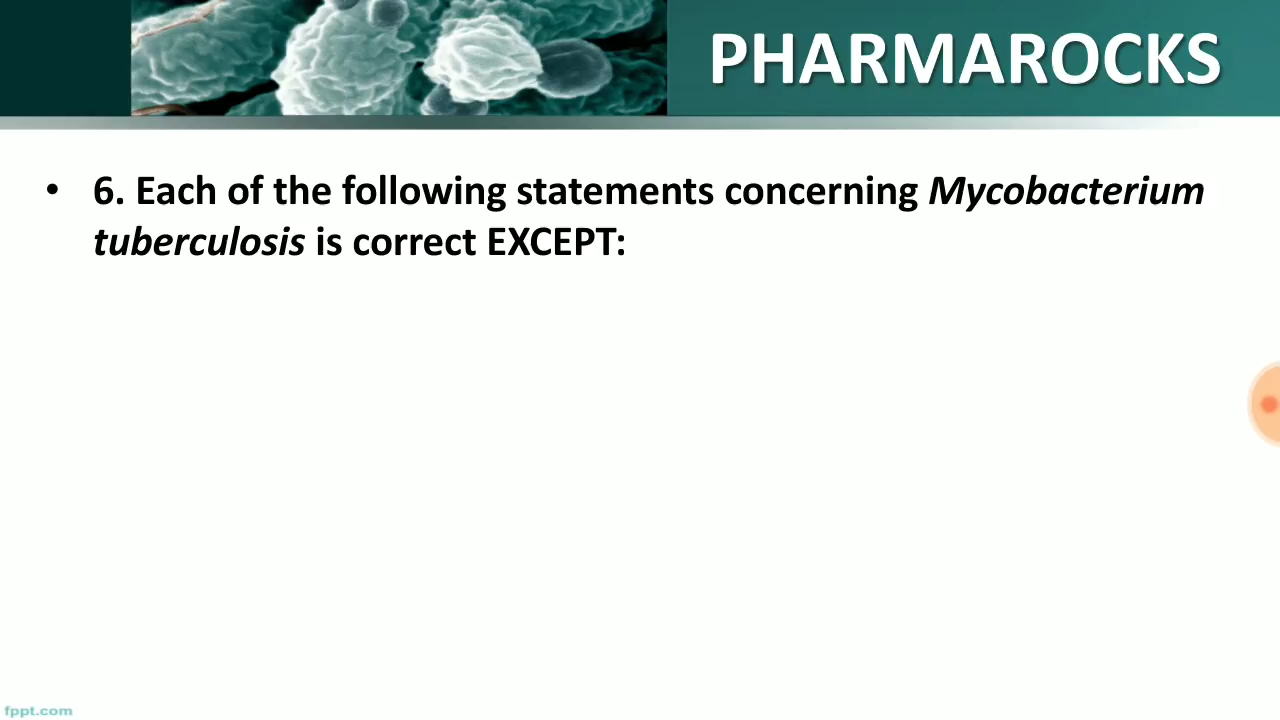 PHARMAROCKS
• 6. Each of the following statements concerning Mycobacterium
tuberculosis is correct EXCEPT:
fppt.com